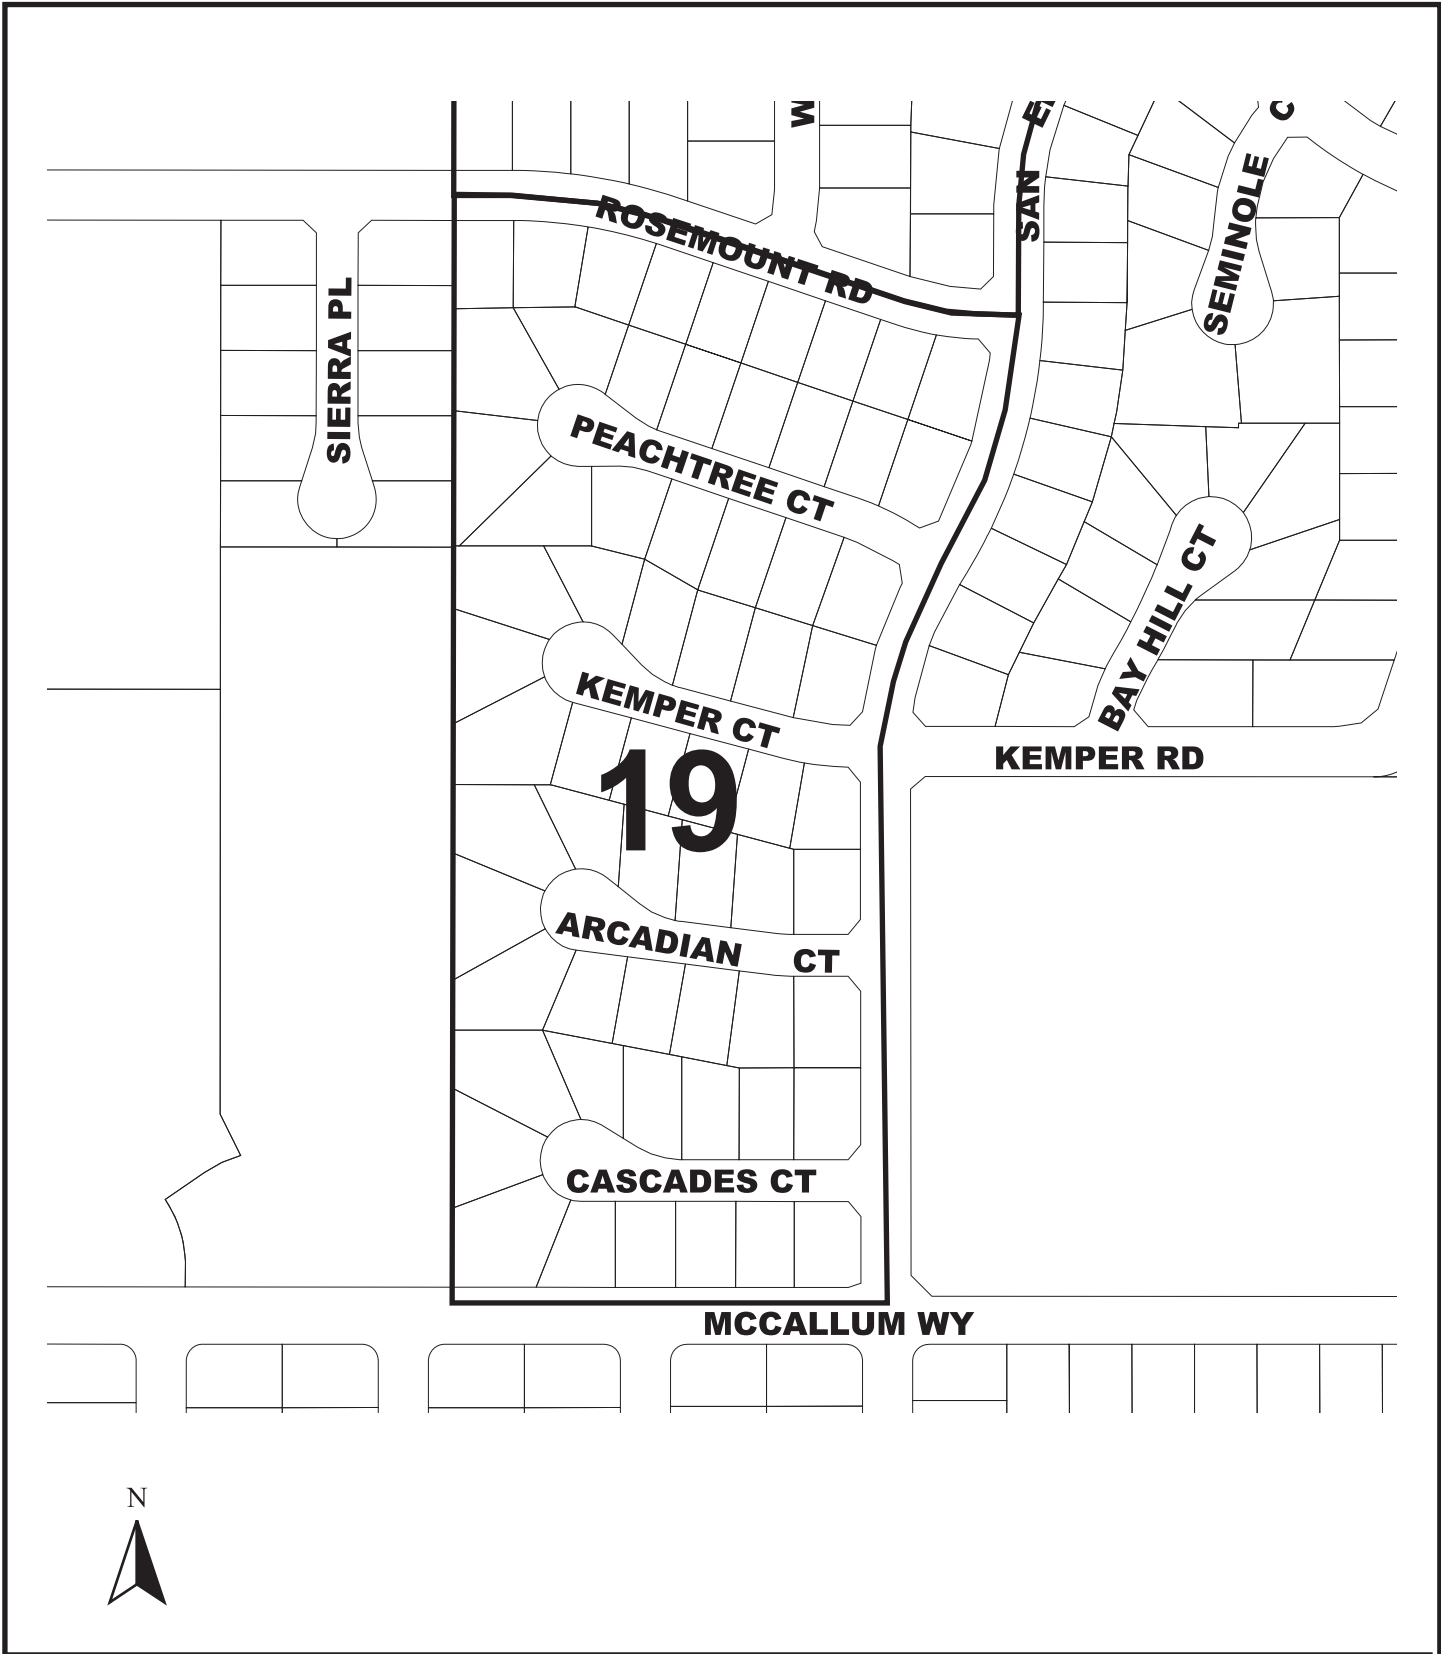 W
SAN
SEMINOLE
ROSEMOUNT RD
SIERRA PL
PEACHTREE CT
BAY HILL CT
KEMPER CT
KEMPER RD
19
ARCADIAN CT
CASCADES CT
MCCALLUM WY
N